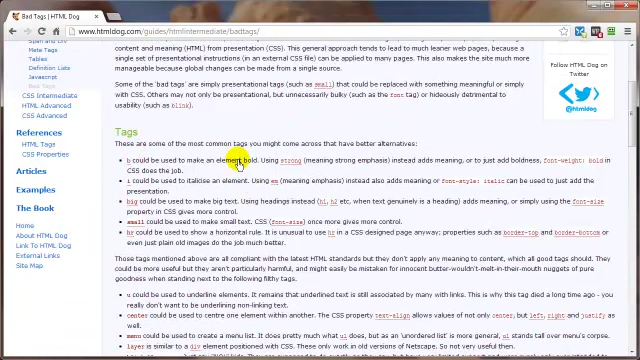 Bad Tags | HTML Dog
www.htmldog.com/guides/htmlintermediate/badtags/
Span and Div
Meta Tags
Tables
Definition Lists
Javascript
Bad Tags
CSS Intermediate
HTML Advanced
CSS Advanced
References
HTML Tags
CSS Properties
Articles
Examples
The Book
Home
About HTML Dog
Link To HTML Dog
External Links
Site Map
content and meaning (HTML) from presentation (CSS). This general approach tends to lead to much leaner web pages, because a
single set of presentational instructions (in an external CSS file) can be applied to many pages. This also makes the site much more
manageable because global changes can be made from a single source.
Some of the 'bad tags' are simply presentational tags (such as small) that could be replaced with something meaningful or simply
with CSS. Others may not only be presentational, but unnecessarily bulky (such as the font tag) or hideously detrimental to
usability (such as blink).
Tags
These are some of the most common tags you might come across that have better alternatives:
b could be used to make an element bold. Using strong (meaning strong emphasis) instead adds meaning, or to just add boldness, font-weight: bold in
CSS does the job.
i could be used to italicise an element. Using em (meaning emphasis) instead also adds meaning or font-style: italic can be used to just add the
presentation.
big could be used to make big text. Using headings instead (h1, h2 etc, when text genuinely is a heading) adds meaning, or simply using the font-size
property in CSS gives more control.
small could be used to make small text. CSS (font-size) once more gives more control.
hr could be used to show a horizontal rule. It is unusual to use hr in a CSS designed page anyway; properties such as border-top and border-bottom or
even just plain old images do the job much better.
Those tags mentioned above are all compliant with the latest HTML standards but they don't apply any meaning to content, which all good tags should. They
could be more useful but they aren't particularly harmful, and might easily be mistaken for innocent butter-wouldn't-melt-in-their-mouth nuggets of pure
goodness when standing next to the following filthy tags:
u could be used to underline elements. It remains that underlined text is still associated by many with links. This is why this tag died a long time ago - you
really don't want to be underlining non-linking text.
center could be used to centre one element within another. The CSS property text-align allows values of not only center, but left, right and justify as
well.
menu could be used to create a menu list. It does pretty much what ul does, but as an 'unordered list' is more general, ul stands tall over menu's corpse.
layer is similar to a div element positioned with CSS. These only work in old versions of Netscape. So not very useful then.
Follow HTML Dog on
Twitter
@htmldog